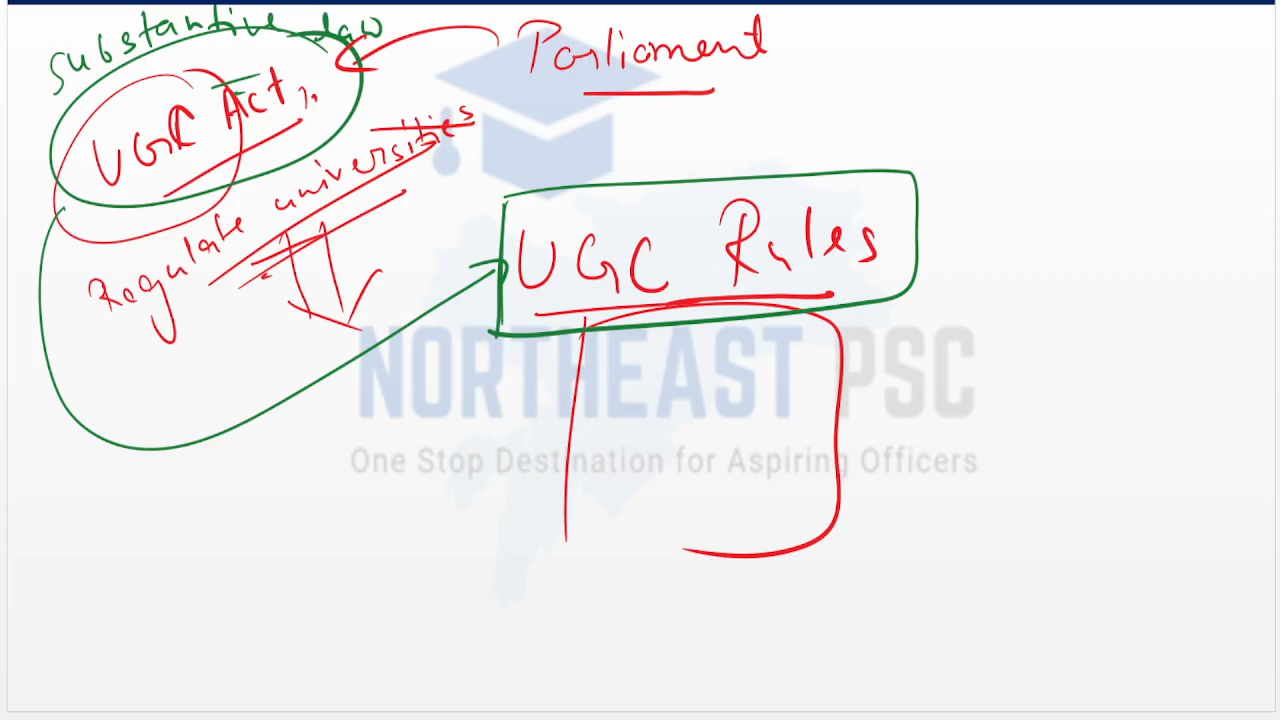 substantive law
Parliament
UGC Act,
Regulate universities
UGC Rules
NORTHEAST PSC
One Stop Destination for Aspiring Officers